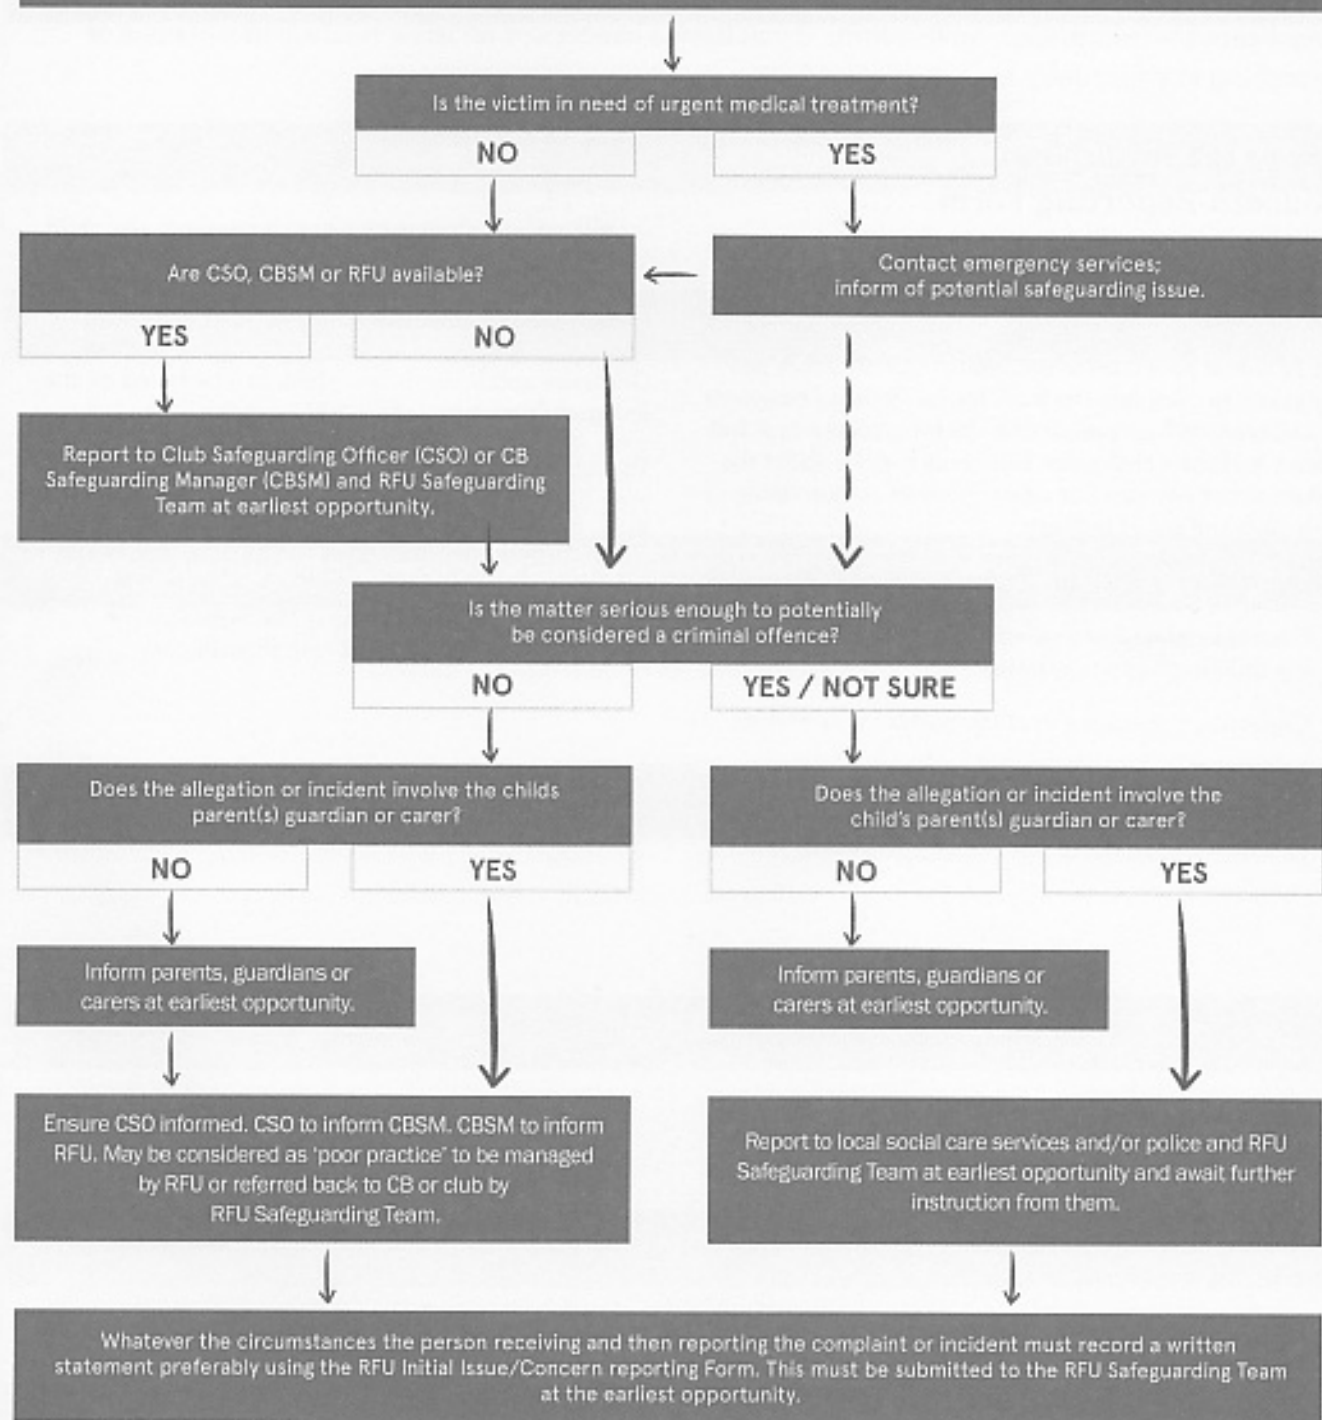 Is the victim in need of urgent medical treatment?
NO
YES
Are CSO, CBSM or RFU available?
Contact emergency services;
inform of potential safeguarding issue.
YES
NO
Report to Club Safeguarding Officer (CSO) or CB
Safeguarding Manager (CBSM) and RFU Safeguarding
Team at earliest opportunity.
Is the matter serious enough to potentially
be considered a criminal offence?
NO
YES / NOT SURE
Does the allegation or incident involve the childs
parent(s) guardian or carer?
Does the allegation or incident involve the
child's parent(s) guardian or carer?
NO
YES
NO
YES
Inform parents, guardians or
carers at earliest opportunity.
Inform parents, guardians or
carers at earliest opportunity.
Ensure CSO informed. CSO to inform CBSM. CBSM to inform
RFU. May be considered as 'poor practice' to be managed
by RFU or referred back to CB or club by
RFU Safeguarding Team.
Report to local social care services and/or police and RFU
Safeguarding Team at earliest opportunity and await further
instruction from them.
Whatever the circumstances the person receiving and then reporting the complaint or incident must record a written
statement preferably using the RFU Initial Issue/Concern reporting Form. This must be submitted to the RFU Safeguarding Team
at the earliest opportunity.